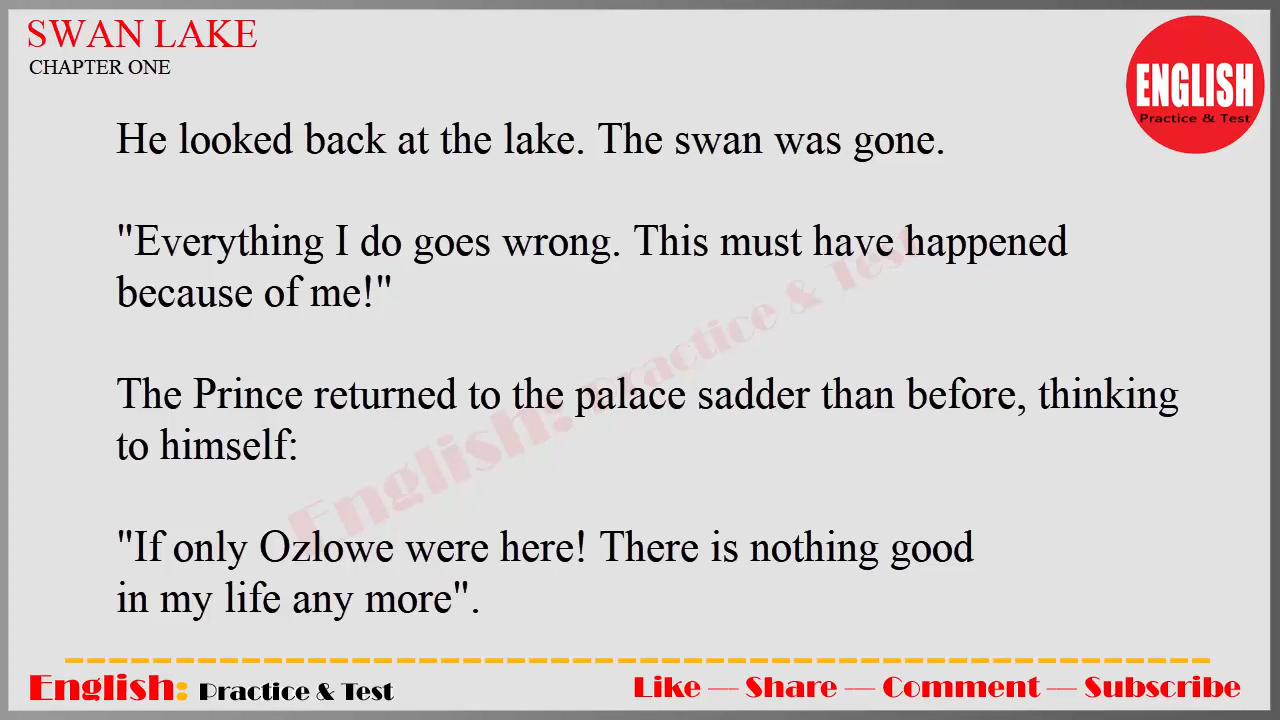 SWAN LAKE
CHAPTER ONE
ENGLISH
Practice & Test
He looked back at the lake. The swan was gone.
"Everything I do goes wrong. This must have happened
because of me!"
The Prince returned to the palace sadder than before, thinking
to himself:
"If only Ozlowe were here! There is nothing good
in my life any more".
English: Practice & Test
English: Practice & Test
Like — Share — Comment — Subscribe